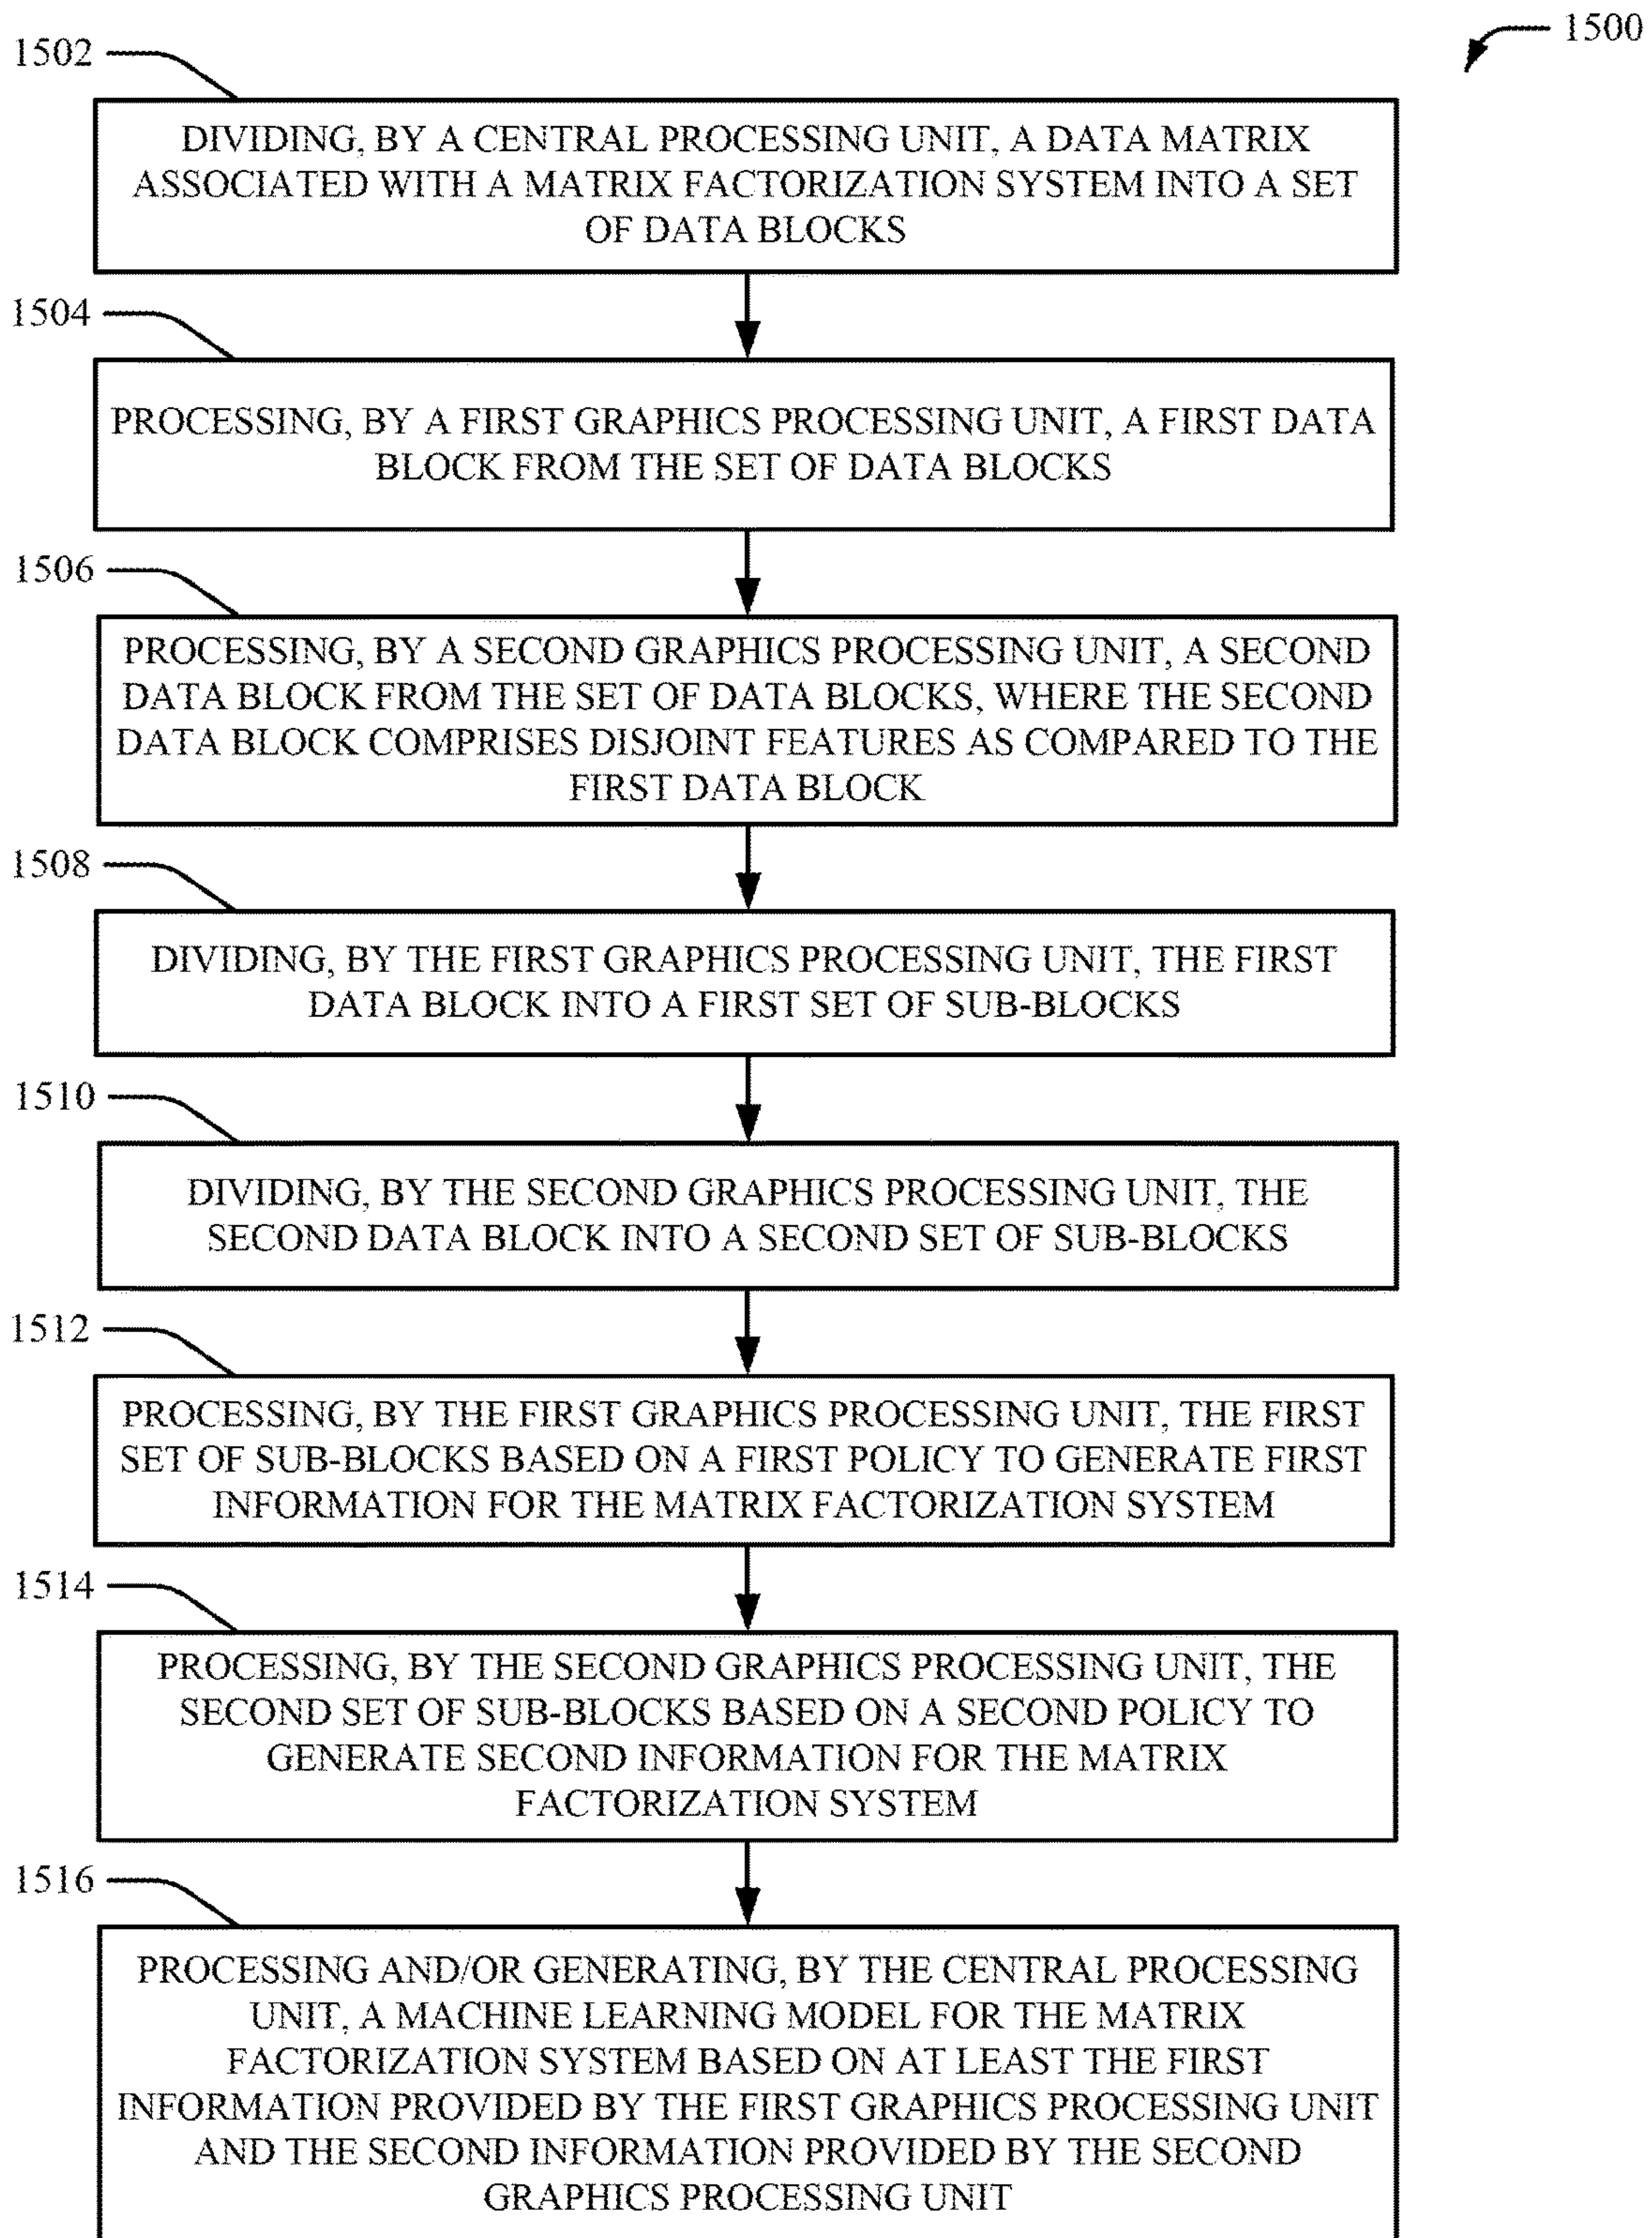 1500
1502
DIVIDING, BY A CENTRAL PROCESSING UNIT, A DATA MATRIX
ASSOCIATED WITH A MATRIX FACTORIZATION SYSTEM INTO A SET
OF DATA BLOCKS
1504
PROCESSING, BY A FIRST GRAPHICS PROCESSING UNIT, A FIRST DATA
BLOCK FROM THE SET OF DATA BLOCKS
1506
PROCESSING, BY A SECOND GRAPHICS PROCESSING UNIT, A SECOND
DATA BLOCK FROM THE SET OF DATA BLOCKS, WHERE THE SECOND
DATA BLOCK COMPRISES DISJOINT FEATURES AS COMPARED TO THE
FIRST DATA BLOCK
1508
DIVIDING, BY THE FIRST GRAPHICS PROCESSING UNIT, THE FIRST
DATA BLOCK INTO A FIRST SET OF SUB-BLOCKS
1510
DIVIDING, BY THE SECOND GRAPHICS PROCESSING UNIT, THE
SECOND DATA BLOCK INTO A SECOND SET OF SUB-BLOCKS
1512
PROCESSING, BY THE FIRST GRAPHICS PROCESSING UNIT, THE FIRST
SET OF SUB-BLOCKS BASED ON A FIRST POLICY TO GENERATE FIRST
INFORMATION FOR THE MATRIX FACTORIZATION SYSTEM
1514
PROCESSING, BY THE SECOND GRAPHICS PROCESSING UNIT, THE
SECOND SET OF SUB-BLOCKS BASED ON A SECOND POLICY TO
GENERATE SECOND INFORMATION FOR THE MATRIX
FACTORIZATION SYSTEM
1516
PROCESSING AND/OR GENERATING, BY THE CENTRAL PROCESSING
UNIT, A MACHINE LEARNING MODEL FOR THE MATRIX
FACTORIZATION SYSTEM BASED ON AT LEAST THE FIRST
INFORMATION PROVIDED BY THE FIRST GRAPHICS PROCESSING UNIT
AND THE SECOND INFORMATION PROVIDED BY THE SECOND
GRAPHICS PROCESSING UNIT